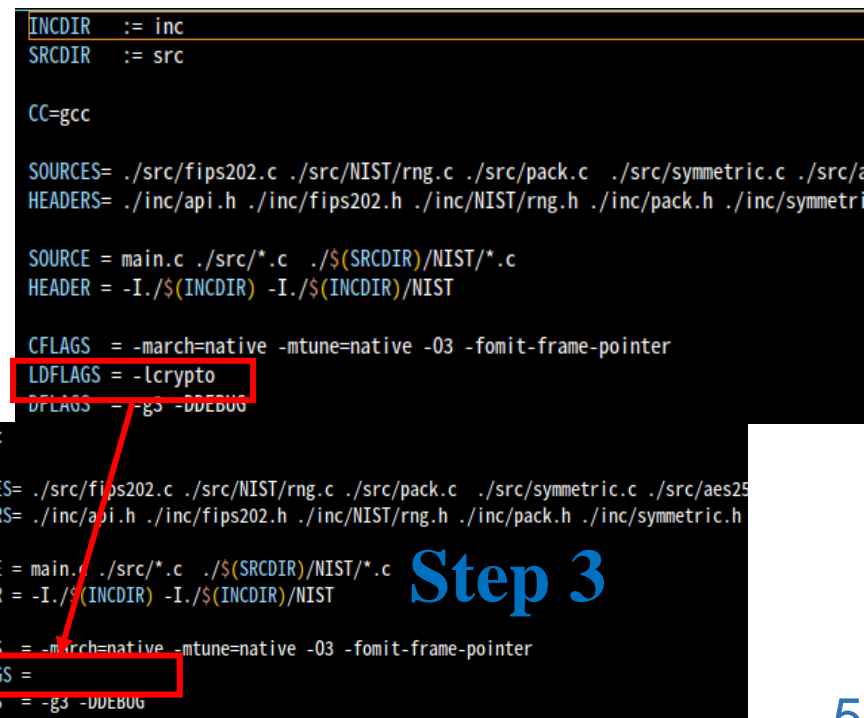 INCDIR := inc
SRCDIR := src
CC=gcc
SOURCES= ./src/fips202.c ./src/NIST/rng.c ./src/pack.c ./src/symmetric.c ./src/a
HEADERS= ./inc/api.h ./inc/fips202.h ./inc/NIST/rng.h ./inc/pack.h ./inc/symmetri
SOURCE = main.c ./src/*.c ./$(SRCDIR)/NIST/*.c
HEADER = -I./$(INCDIR) -I./$(INCDIR)/NIST
CFLAGS = -march=native -mtune=native -O3 -fomit-frame-pointer
LDFLAGS = -lcrypto
DFLAGS = -g3 -DDEBUG
ES= ./src/fips202.c ./src/NIST/rng.c ./src/pack.c ./src/symmetric.c ./src/aes25
RS= ./inc/api.h ./inc/fips202.h ./inc/NIST/rng.h ./inc/pack.h ./inc/symmetric.h
E = main.c ./src/*.c ./$(SRCDIR)/NIST/*.c
R = -I./$(INCDIR) -I./$(INCDIR)/NIST
Step 3
S = -march=native -mtune=native -O3 -fomit-frame-pointer
GS =
S = -g3 -DDEBUG
5